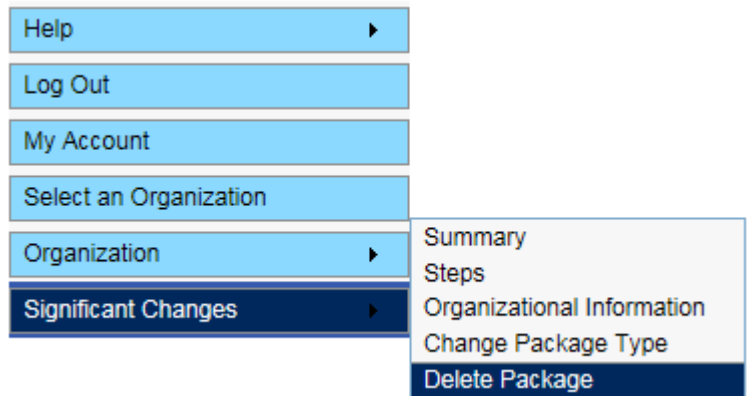 Help
Log Out
My Account
Select an Organization
Organization
Significant Changes
Summary
Steps
Organizational Information
Change Package Type
Delete Package